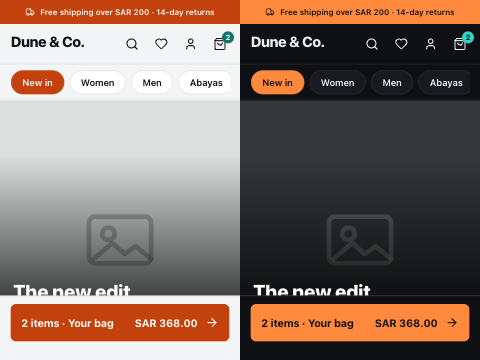 Free shipping over SAR 200 · 14-day returns
Dune & Co.
2
New in
Women
Men
Abayas
The new edit
2 items · Your bag
SAR 368.00
Free shipping over SAR 200 · 14-day returns
Dune & Co.
2
New in
Women
Men
Abayas
The new edit
2 items · Your bag
SAR 368.00